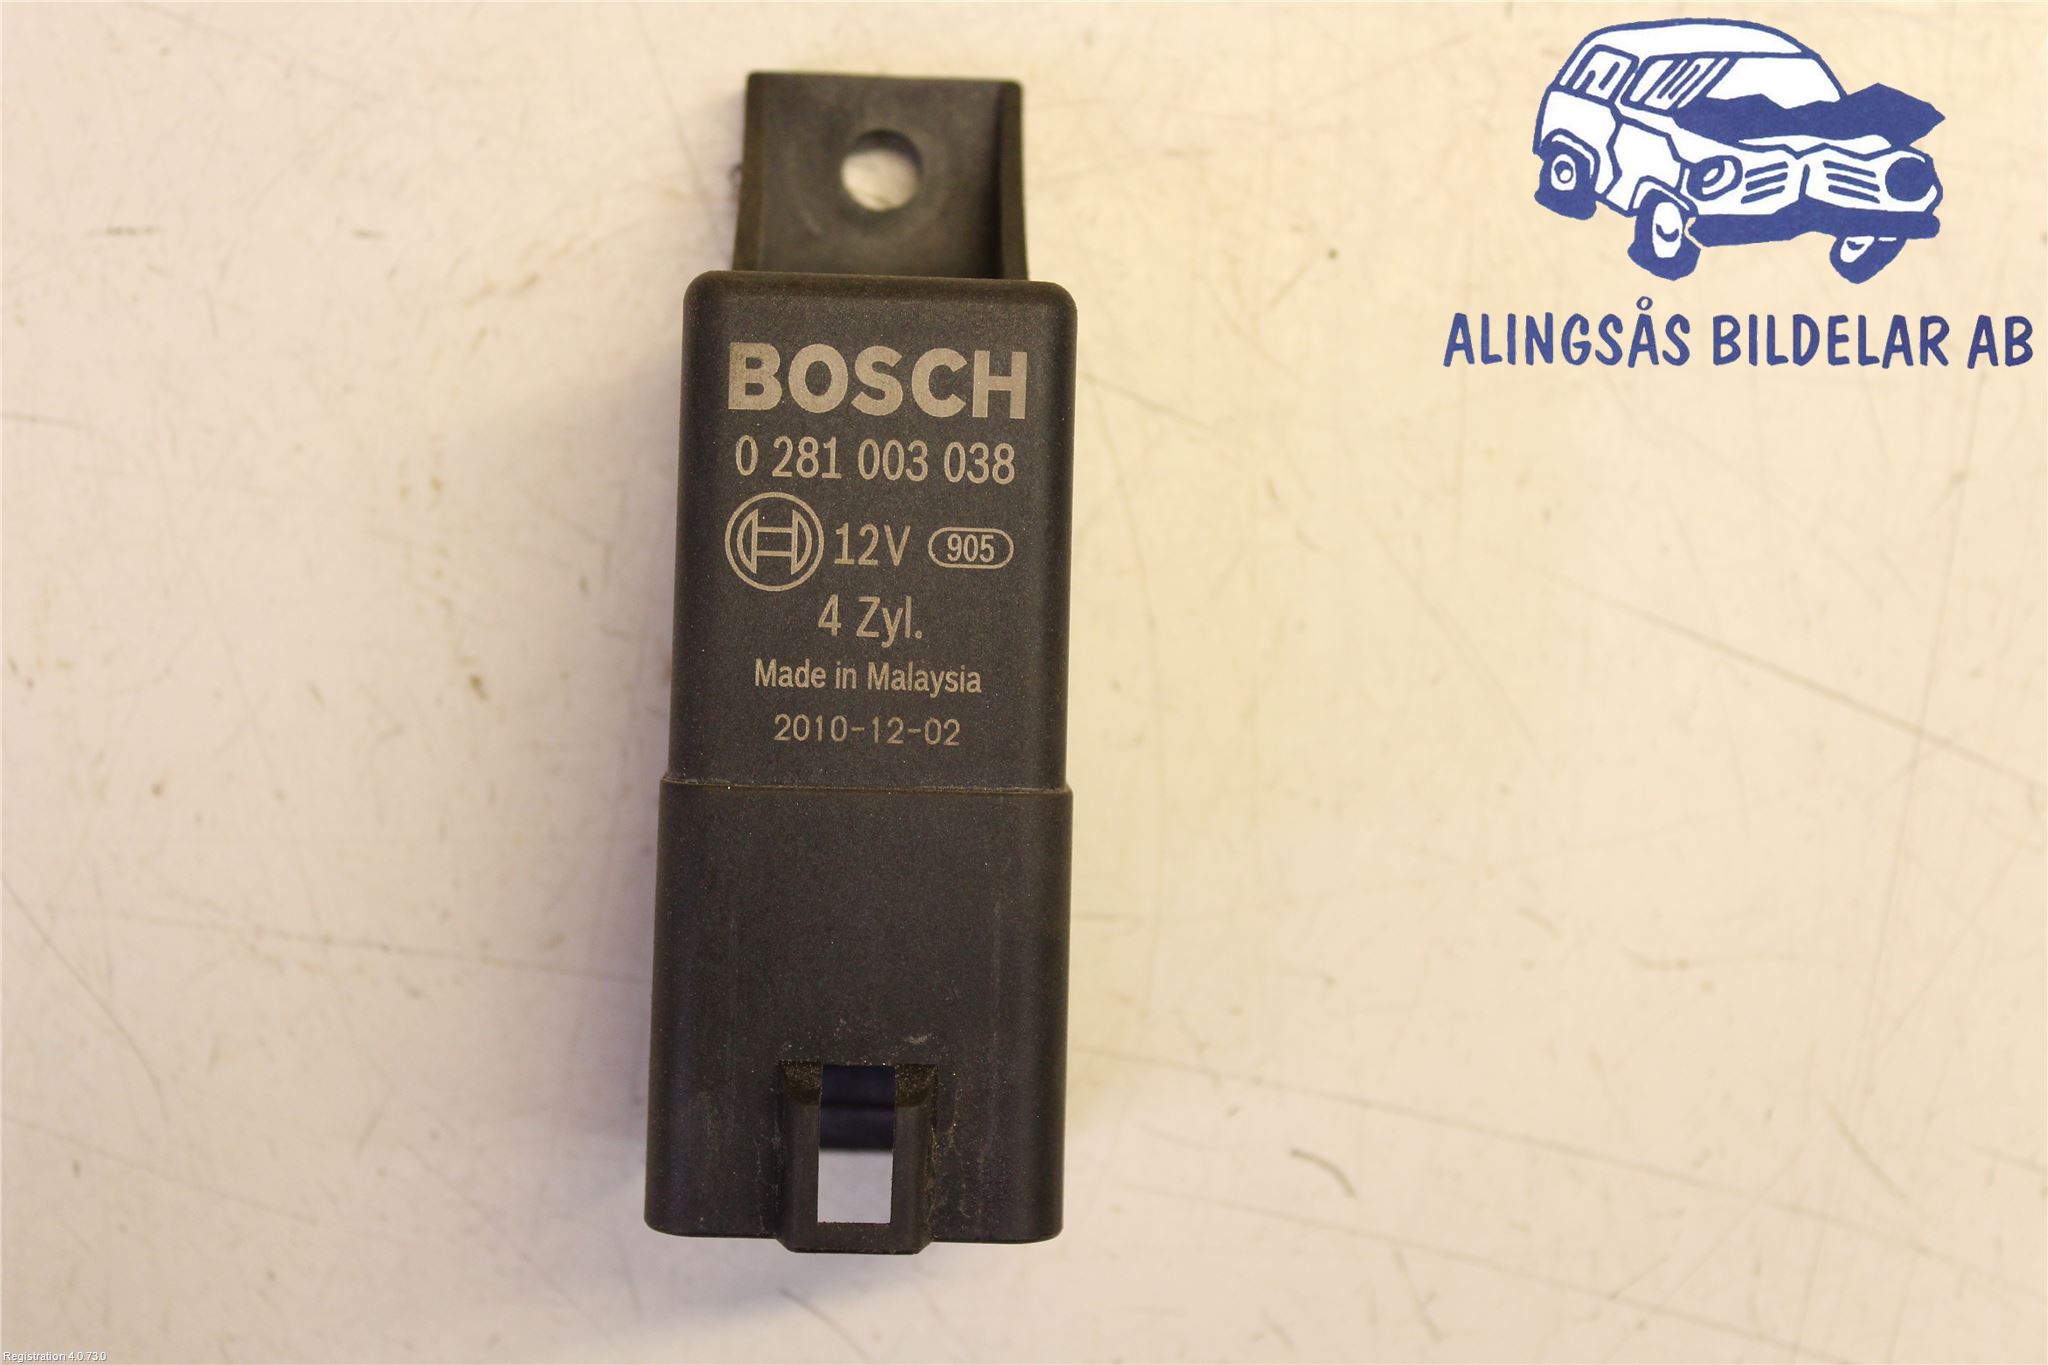 BOSCH
0 281 003 038
12V 905
4 Zyl.
Made in Malaysia
2010-12-02
ALINGSÅS BILDELAR AB
Registration 4.0.73.0